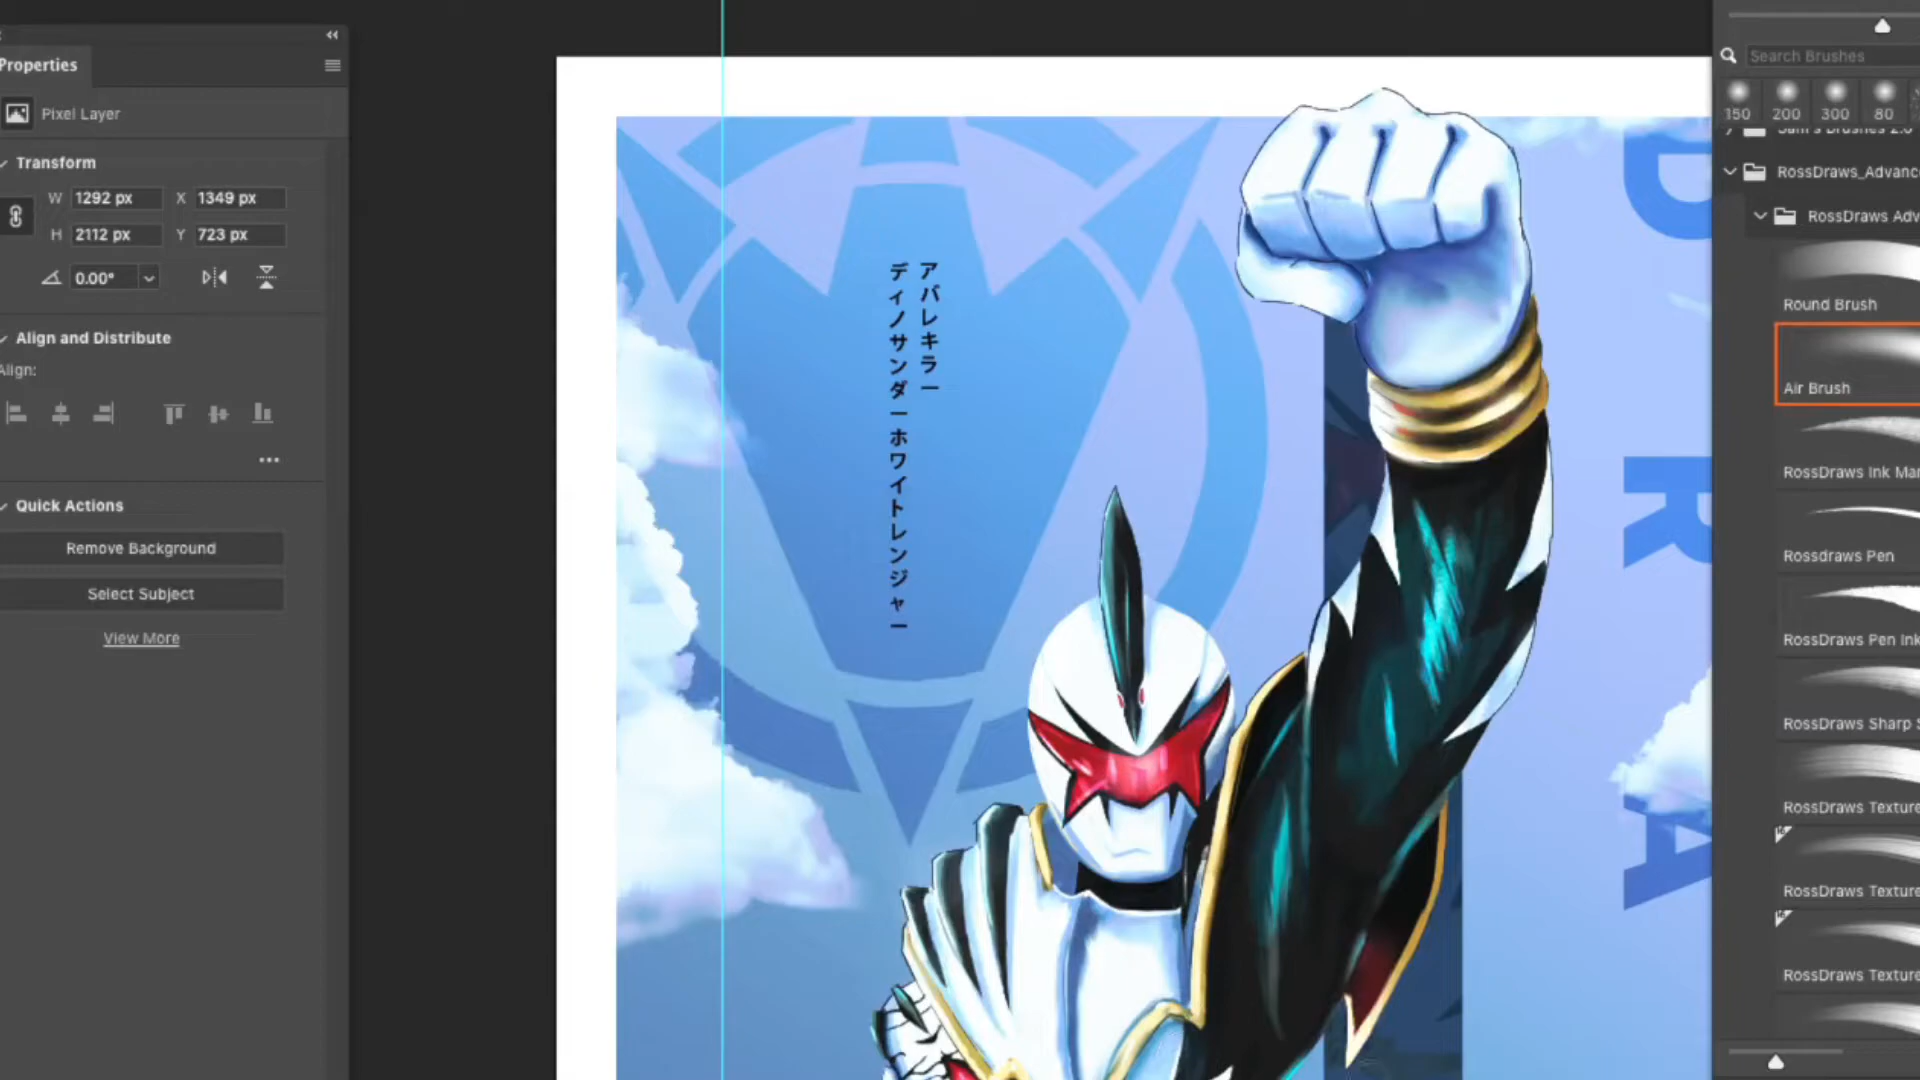 Properties
Pixel Layer
Transform
W 1292 px X 1349 px
H 2112 px Y 723 px
0.00°
Align and Distribute
Align:
Quick Actions
Remove Background
Select Subject
View More
アバレキラー
ディノサンダーホワイトレンジャー
D
R
A
Search Brushes
150 200 300 80
RossDraws_Advanc
RossDraws Adv
Round Brush
Air Brush
RossDraws Ink Mar
Rossdraws Pen
RossDraws Pen Ink
RossDraws Sharp S
RossDraws Texture
RossDraws Texture
RossDraws Texture